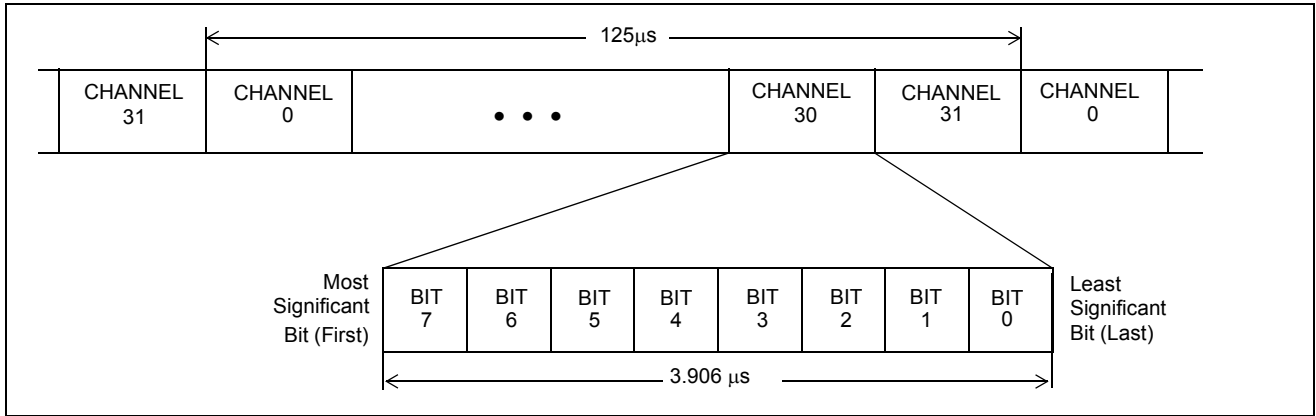 125µs
CHANNEL 31
CHANNEL 0
• • •
CHANNEL 30
CHANNEL 31
CHANNEL 0
Most
Significant
Bit (First)
BIT 7
BIT 6
BIT 5
BIT 4
BIT 3
BIT 2
BIT 1
BIT 0
Least
Significant
Bit (Last)
3.906 µs